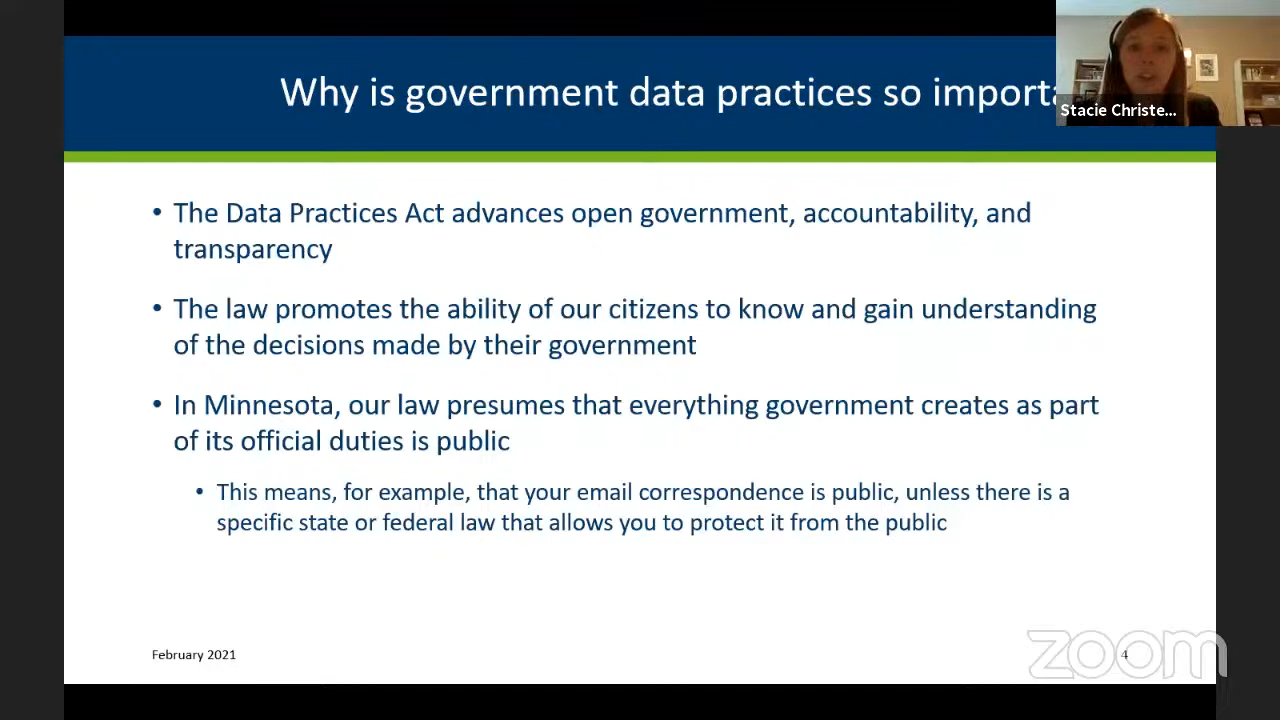 Why is government data practices so importa
Stacie Christe...
• The Data Practices Act advances open government, accountability, and
transparency
• The law promotes the ability of our citizens to know and gain understanding
of the decisions made by their government
• In Minnesota, our law presumes that everything government creates as part
of its official duties is public
• This means, for example, that your email correspondence is public, unless there is a
specific state or federal law that allows you to protect it from the public
February 2021
4
zoom